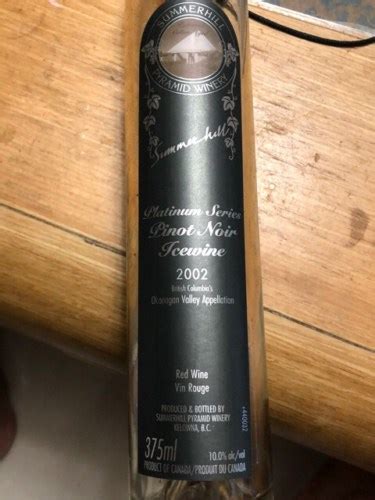 SUMMERHILL
PYRAMID WINERY
Summerhill
Platinum Series
Pinot Noir
Icewine
2002
British Columbia's
Okanagan Valley Appellation
Red Wine
Vin Rouge
PRODUCED & BOTTLED BY
SUMMERHILL PYRAMID WINERY
KELOWNA, B.C.
375ml
10.0% alc/vol
PRODUCT OF CANADA/PRODUIT DU CANADA